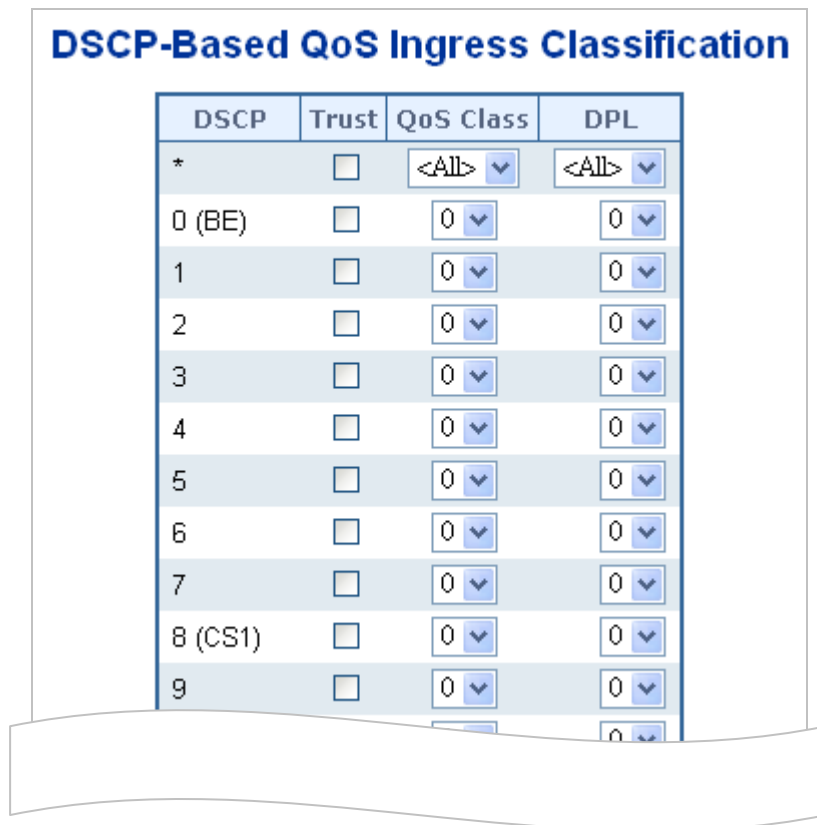 DSCP-Based QoS Ingress Classification
DSCP Trust QoS Class DPL
* <All> <All>
0 (BE) 0 0
1 0 0
2 0 0
3 0 0
4 0 0
5 0 0
6 0 0
7 0 0
8 (CS1) 0 0
9 0 0